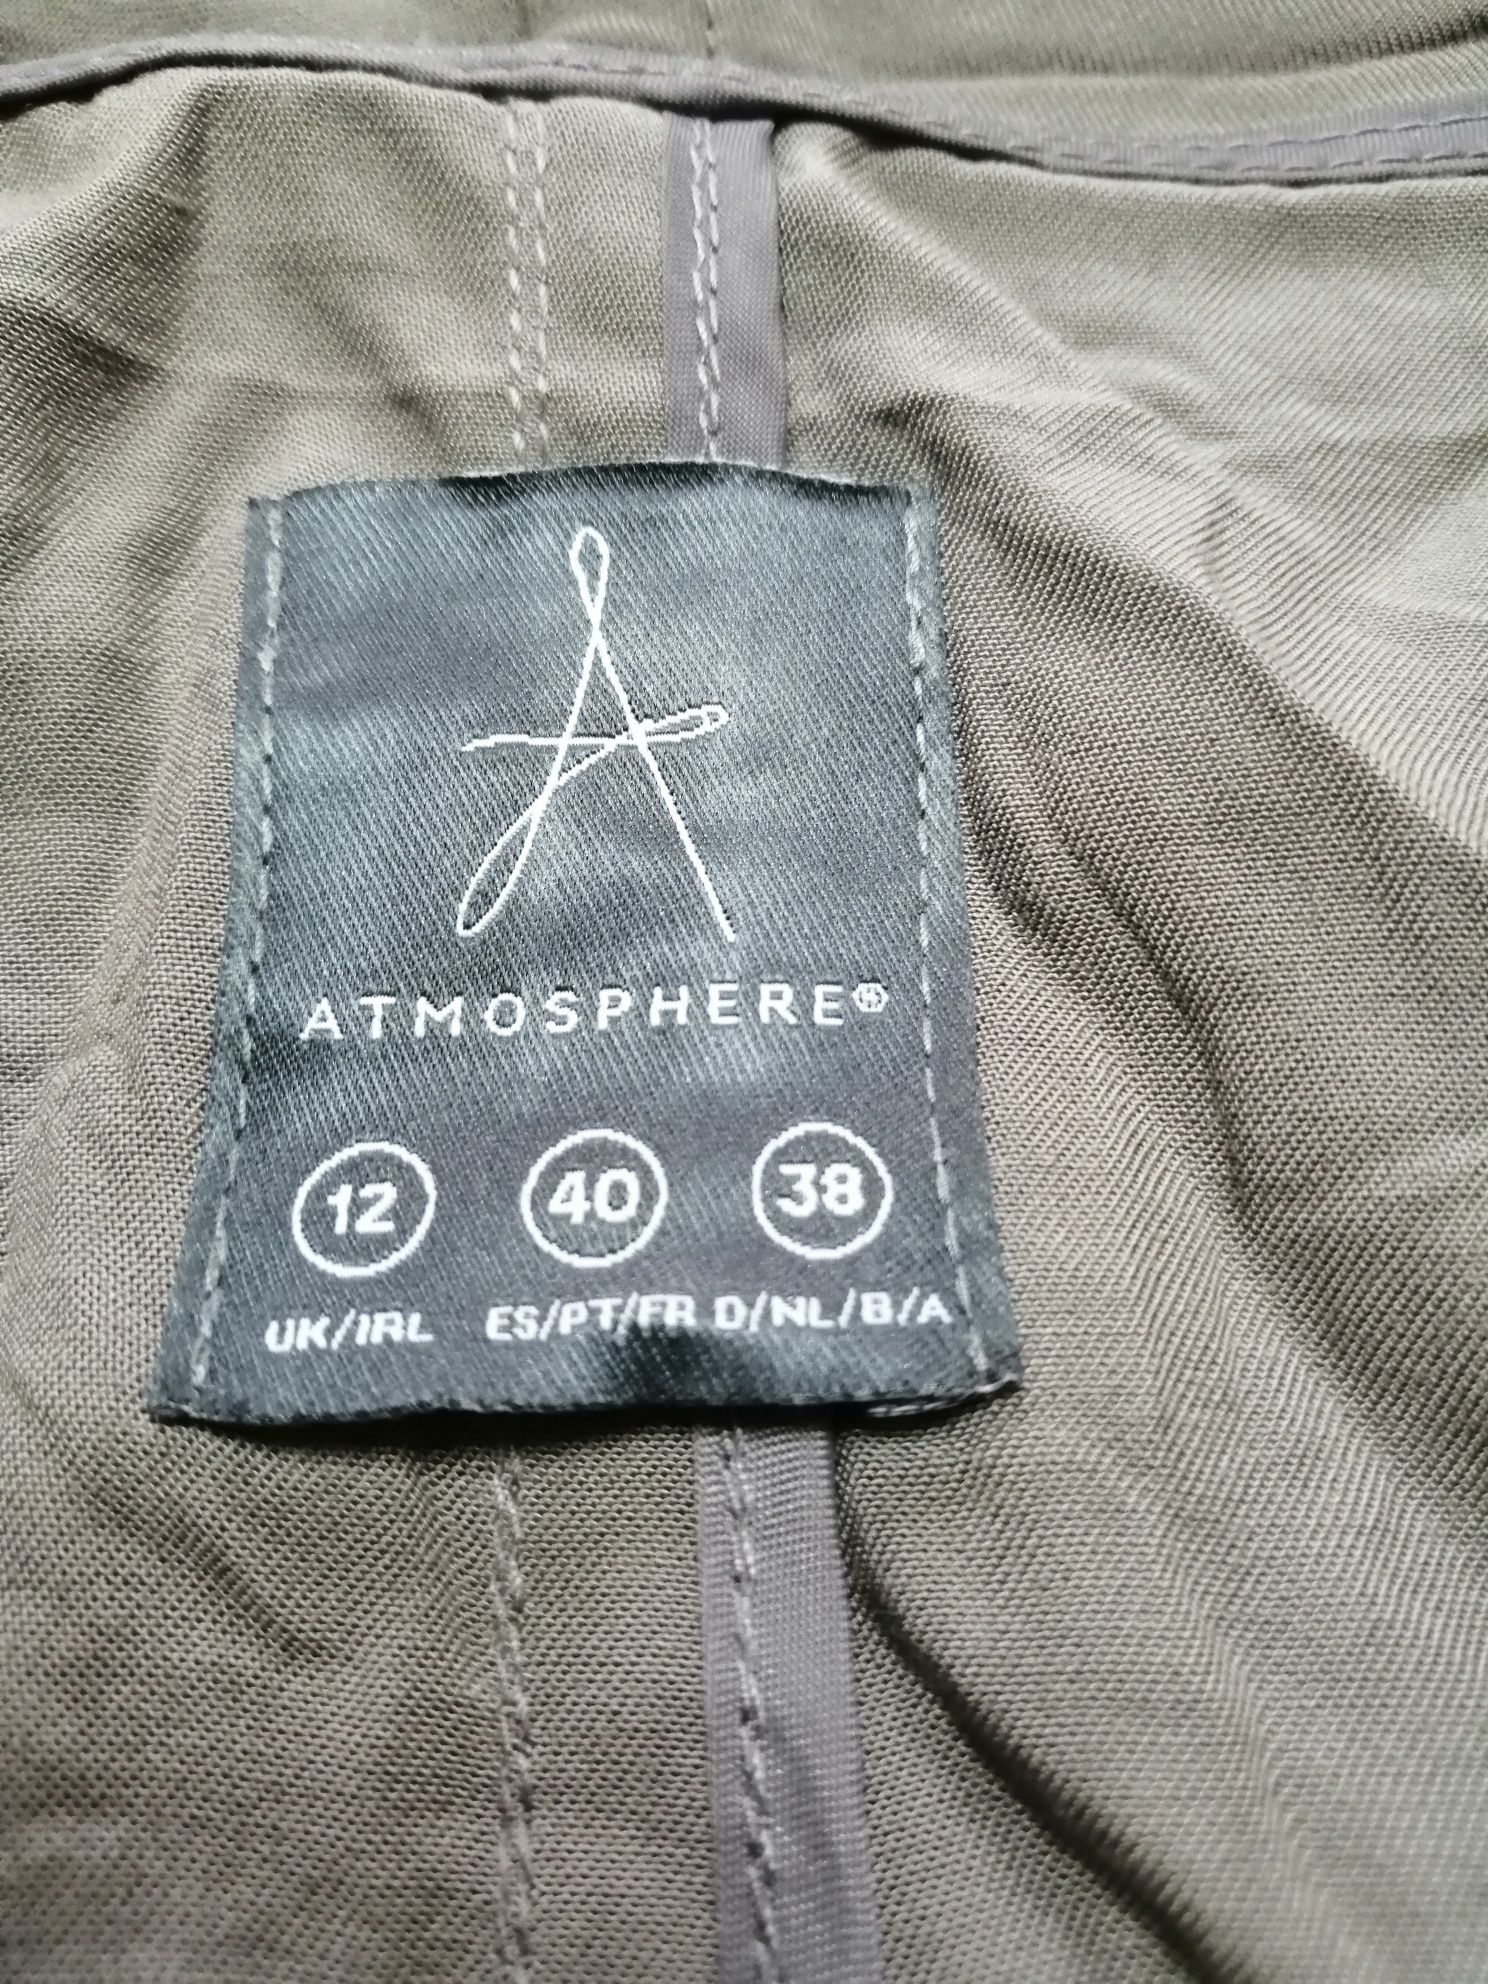 ATMOSPHERE®
12 40 38
UK/IRL ES/PT/FR D/NL/B/A